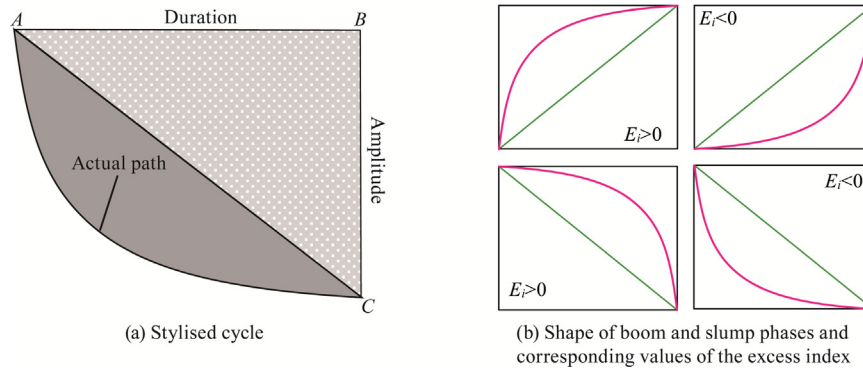 A
Duration
B
Amplitude
Actual path
C
(a) Stylised cycle
Eᵢ>0
Eᵢ<0
Eᵢ>0
Eᵢ<0
(b) Shape of boom and slump phases and
corresponding values of the excess index